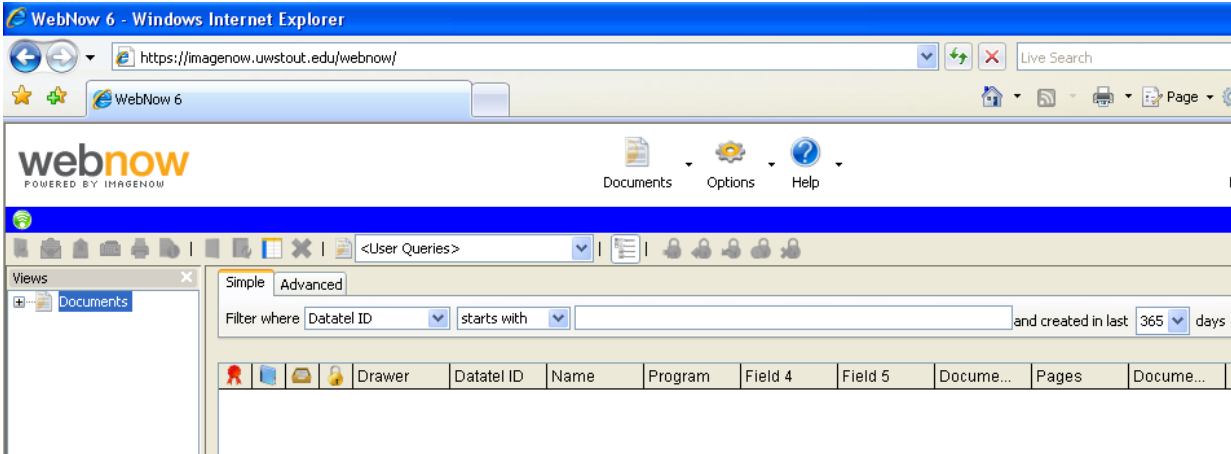 WebNow 6 - Windows Internet Explorer
https://imagenow.uwstout.edu/webnow/
Live Search
WebNow 6
Page
webnow
POWERED BY IMAGENOW
Documents
Options
Help
<User Queries>
Views
Documents
Simple
Advanced
Filter where Datatel ID starts with and created in last 365 days
Drawer Datatel ID Name Program Field 4 Field 5 Docume... Pages Docume...